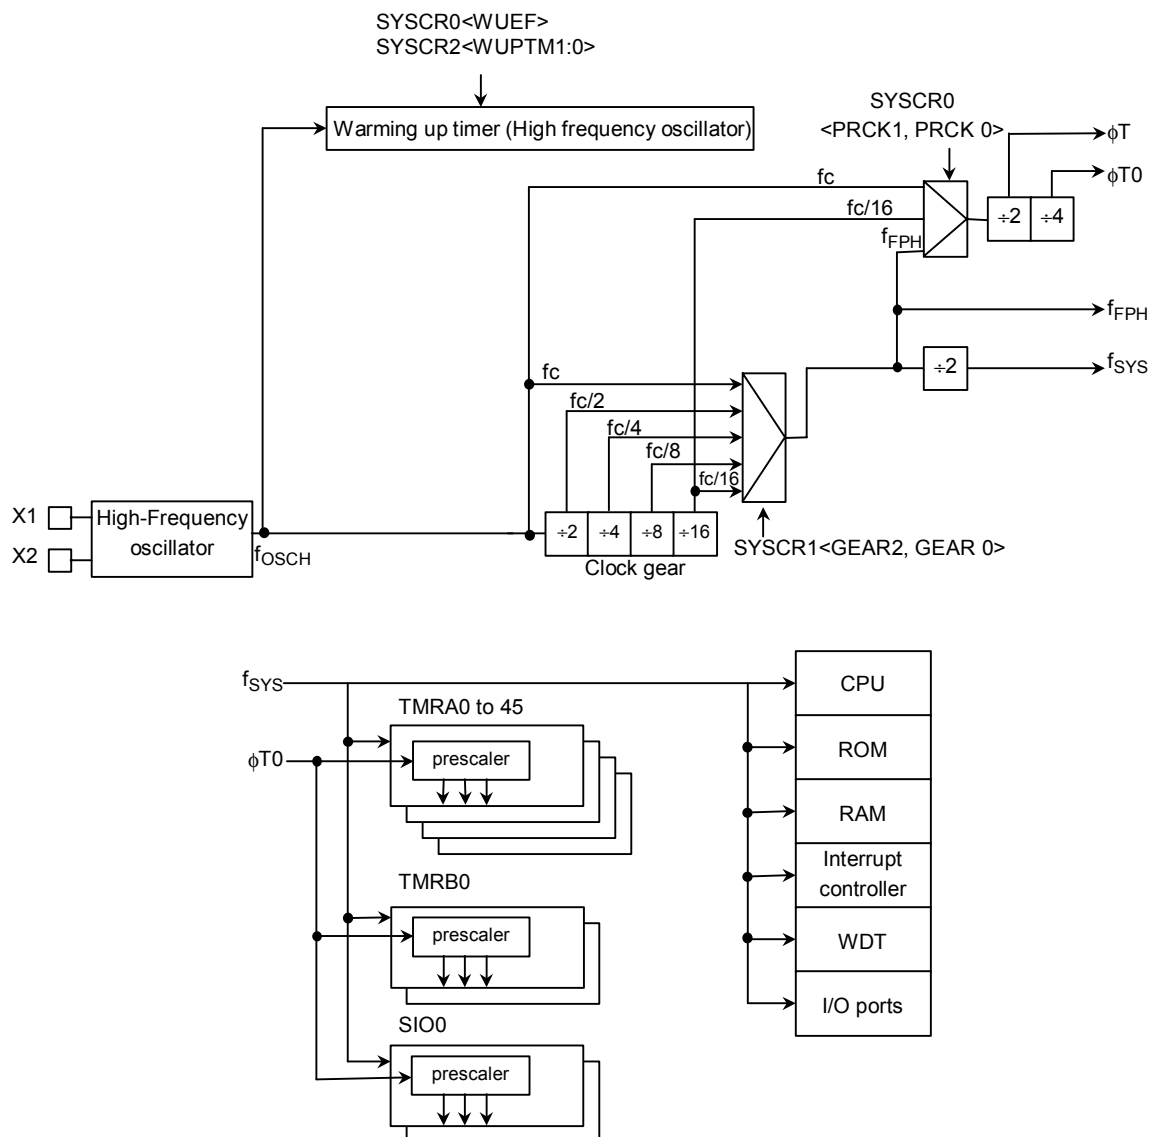 SYSCR0<WUEF>
SYSCR2<WUPTM1:0>
Warming up timer (High frequency oscillator)
SYSCR0
<PRCK1, PRCK 0>
ϕT
ϕT0
fc
fc/16
fFPH
÷2
÷4
fFPH
fSYS
÷2
fc
fc/2
fc/4
fc/8
fc/16
X1
X2
High-Frequency
oscillator
fOSCH
÷2
÷4
÷8
÷16
Clock gear
SYSCR1<GEAR2, GEAR 0>
fSYS
TMRA0 to 45
ϕT0
prescaler
TMRB0
prescaler
SIO0
prescaler
CPU
ROM
RAM
Interrupt
controller
WDT
I/O ports